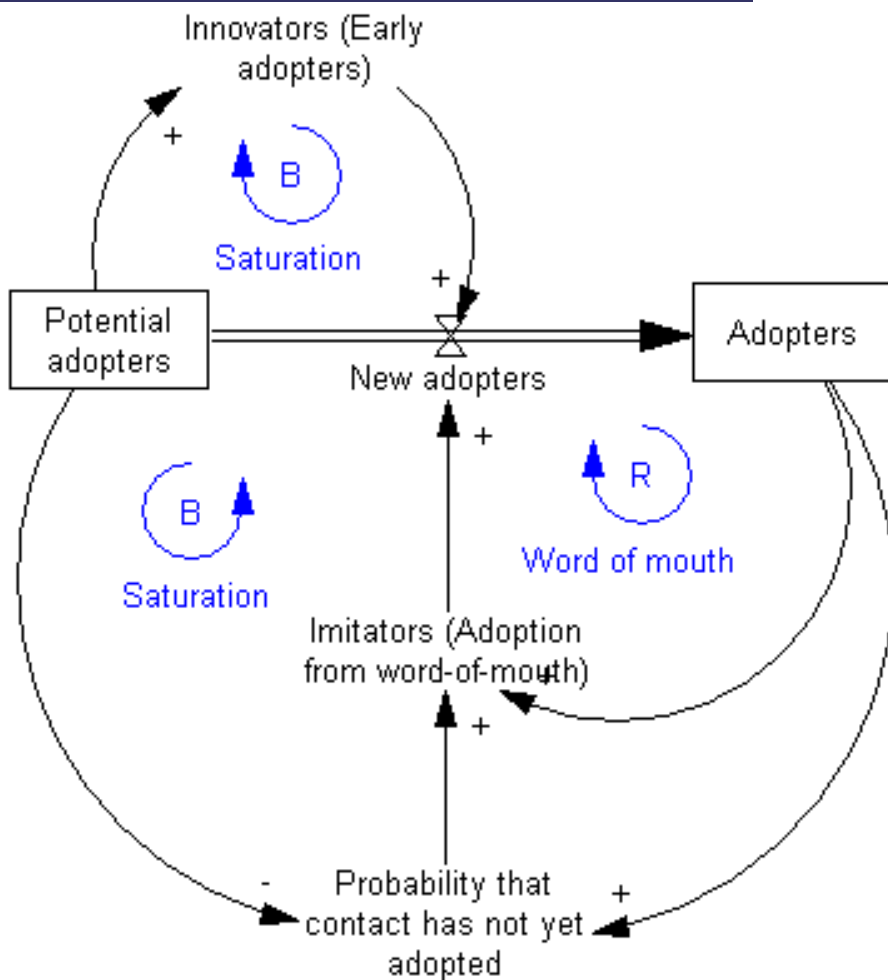 Innovators (Early
adopters)
+
B
Saturation
+
Potential
adopters
Adopters
New adopters
+
B
Saturation
R
Word of mouth
Imitators (Adoption
from word-of-mouth)
+
+
-
Probability that
contact has not yet
adopted
+